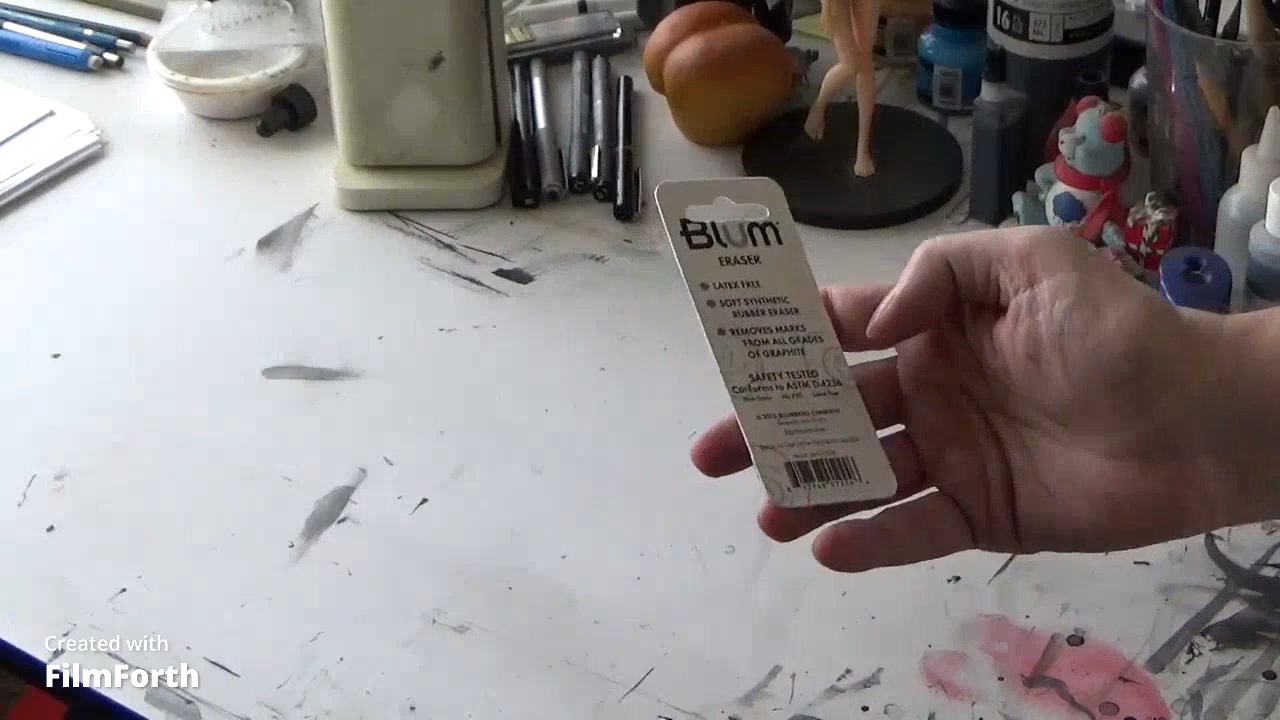 16
BLUM
ERASER
LATEX FREE
SOFT SYNTHETIC
RUBBER ERASER
REMOVES MARKS
FROM ALL GRADES
OF GRAPHITE
SAFETY TESTED
Conforms to ASTM D-4236
Created with
FilmForth